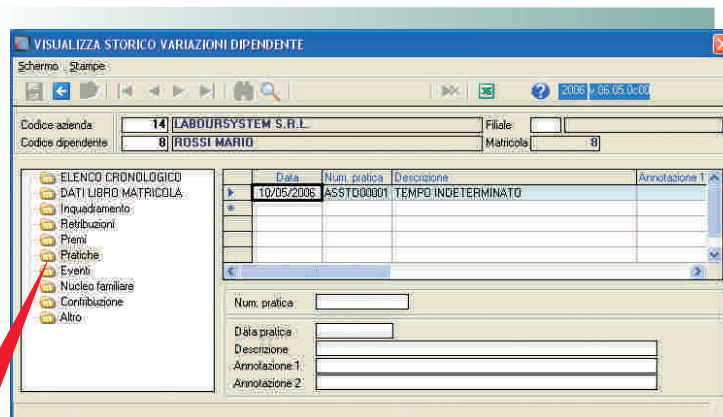 VISUALIZZA STORICO VARIAZIONI DIPENDENTE
Schermo Stampe
2006 v.06.05.0c00
Codice azienda 14 LABOURSYSTEM S.R.L. Filiale
Codice dipendente 8 ROSSI MARIO Matricola 8
ELENCO CRONOLOGICO
DATI LIBRO MATRICOLA
Inquadramento
Retribuzioni
Premi
Pratiche
Eventi
Nucleo familiare
Contribuzione
Altro
Data Num. pratica Descrizione Annotazione 1
10/05/2006 ASSTD00001 TEMPO INDETERMINATO
Num. pratica
Data pratica
Descrizione
Annotazione 1
Annotazione 2